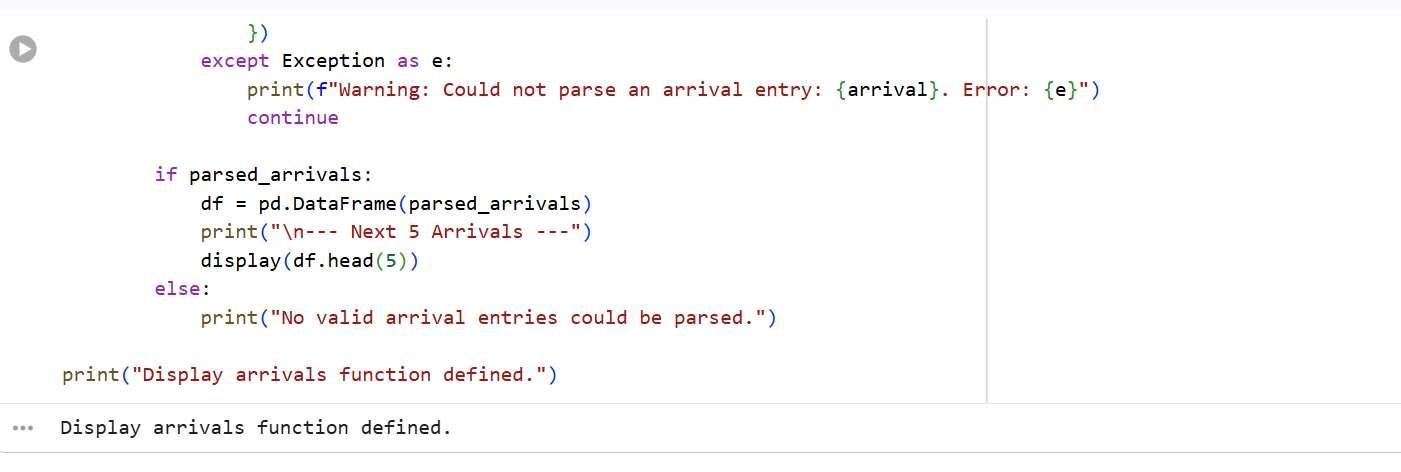 })
except Exception as e:
print(f"Warning: Could not parse an arrival entry: {arrival}. Error: {e}")
continue
if parsed_arrivals:
df = pd.DataFrame(parsed_arrivals)
print("\n--- Next 5 Arrivals ---")
display(df.head(5))
else:
print("No valid arrival entries could be parsed.")
print("Display arrivals function defined.")
Display arrivals function defined.